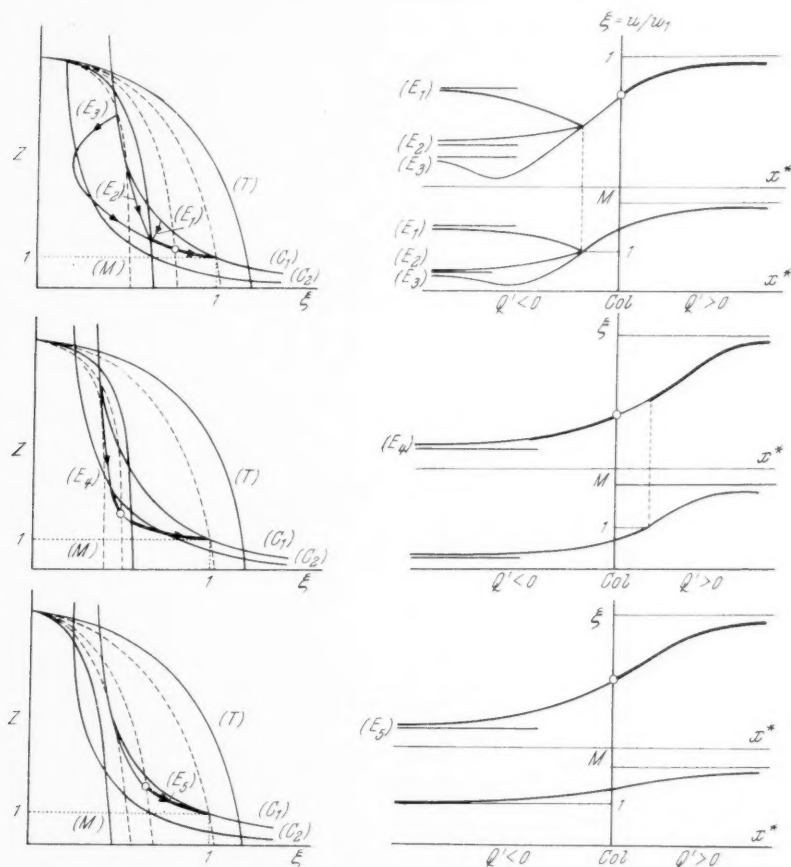 ξ = u/u₁
Z
1
(E₃)
(E₂)
(E₁)
(T)
(M)
(C₁)
(C₂)
1
ξ
1
(E₁)
(E₂)
(E₃)
x*
M
(E₁)
(E₂)
(E₃)
1
x*
Q'<0
Col
Q'>0
Z
1
(E₄)
(T)
(M)
(C₁)
(C₂)
1
ξ
ξ
(E₄)
x*
M
1
x*
Q'<0
Col
Q'>0
Z
1
(T)
(E₅)
(M)
(C₁)
(C₂)
1
ξ
ξ
(E₅)
x*
M
1
x*
Q'<0
Col
Q'>0